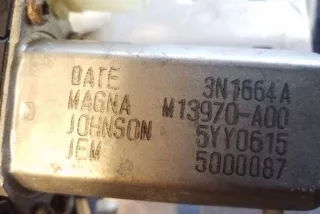 DATE 3N1664A
MAGNA M13970-A00
JOHNSON 5YY0615
JEM 5000087